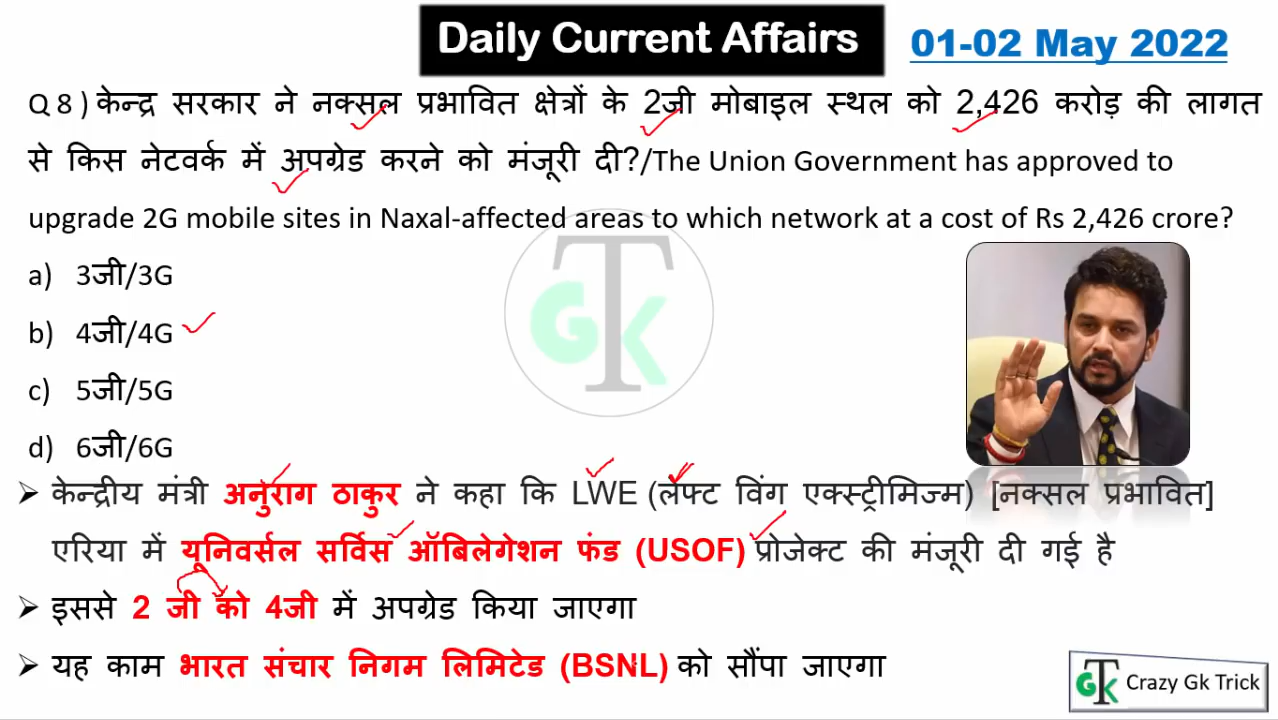 Daily Current Affairs
01-02 May 2022
Q 8 ) केन्द्र सरकार ने नक्सल प्रभावित क्षेत्रों के 2जी मोबाइल स्थल को 2,426 करोड़ की लागत
से किस नेटवर्क में अपग्रेड करने को मंजूरी दी?/The Union Government has approved to
upgrade 2G mobile sites in Naxal-affected areas to which network at a cost of Rs 2,426 crore?
a) 3जी/3G
b) 4जी/4G
c) 5जी/5G
d) 6जी/6G
➢ केन्द्रीय मंत्री अनुराग ठाकुर ने कहा कि LWE (लेफ्ट विंग एक्स्ट्रीमिज्म) [नक्सल प्रभावित]
एरिया में यूनिवर्सल सर्विस ऑबिलेगेशन फंड (USOF) प्रोजेक्ट की मंजूरी दी गई है
➢ इससे 2 जी को 4जी में अपग्रेड किया जाएगा
➢ यह काम भारत संचार निगम लिमिटेड (BSNL) को सौंपा जाएगा
GTK
GTK Crazy Gk Trick